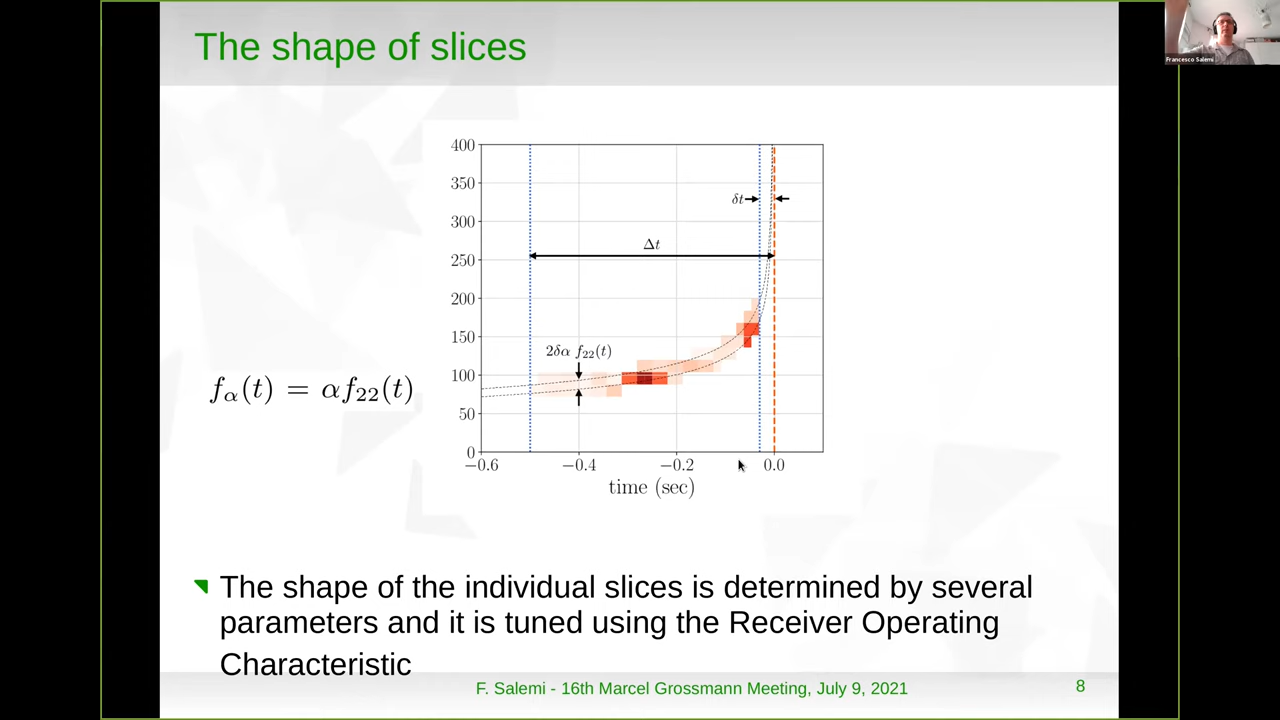 The shape of slices
Francesco Salemi
400
350
δt
300
Δt
250
200
150
2δα f₂₂(t)
100
fα(t) = αf₂₂(t)
50
0
−0.6 −0.4 −0.2 0.0
time (sec)
The shape of the individual slices is determined by several
parameters and it is tuned using the Receiver Operating
Characteristic
F. Salemi - 16th Marcel Grossmann Meeting, July 9, 2021
8